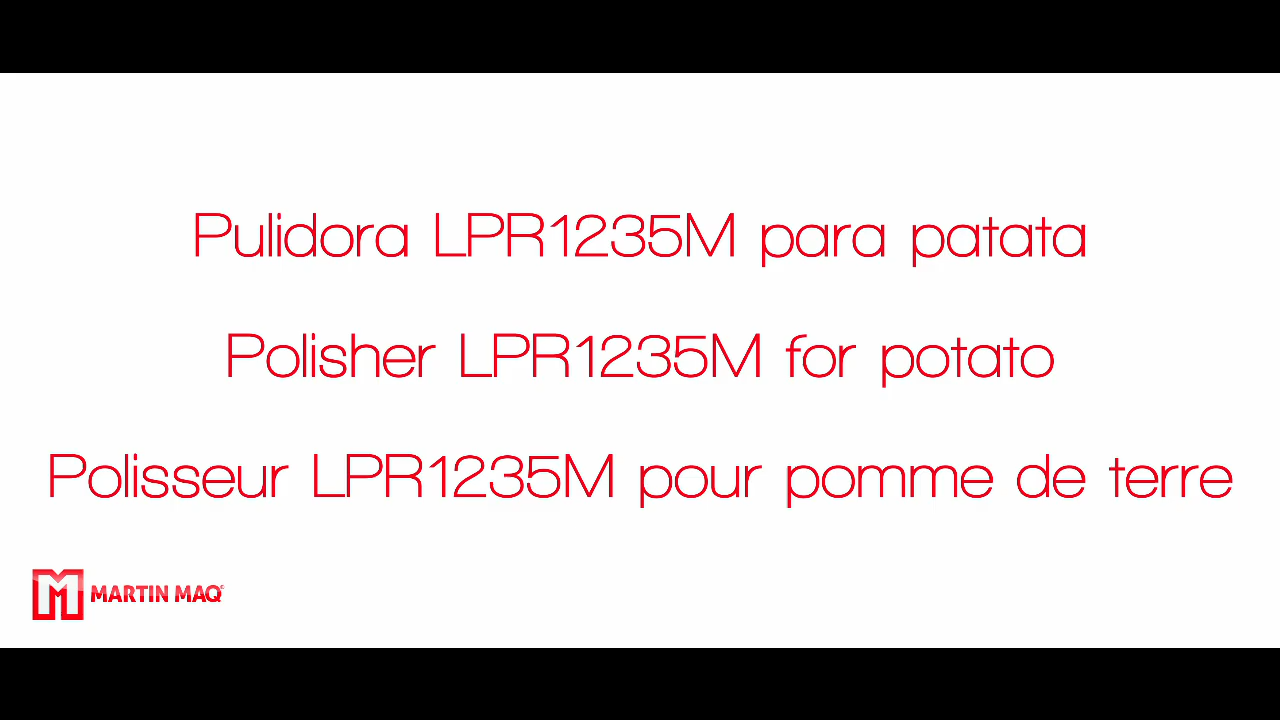 Pulidora LPR1235M para patata
Polisher LPR1235M for potato
Polisseur LPR1235M pour pomme de terre
MARTIN MAQ©